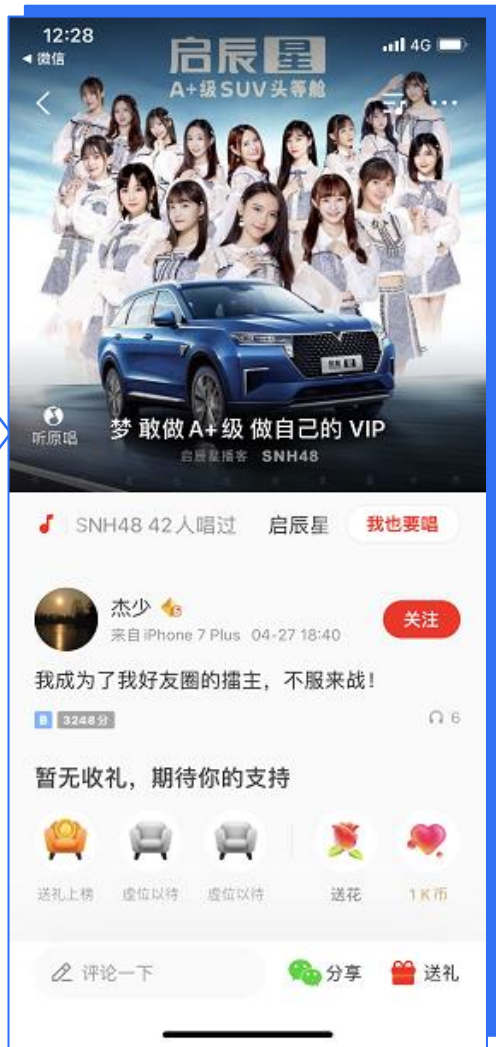 12:28
4G
微信
启辰星
A+级SUV头等舱
听原唱
梦 敢做A+级 做自己的 VIP
启辰星播客 SNH48
SNH48 42人唱过 启辰星 我也要唱
杰少
来自 iPhone 7 Plus 04-27 18:40
关注
我成为了我好友圈的擂主，不服来战！
B 3248分
6
暂无收礼，期待你的支持
送礼上榜 虚位以待 虚位以待 送花 1 K币
评论一下 分享 送礼